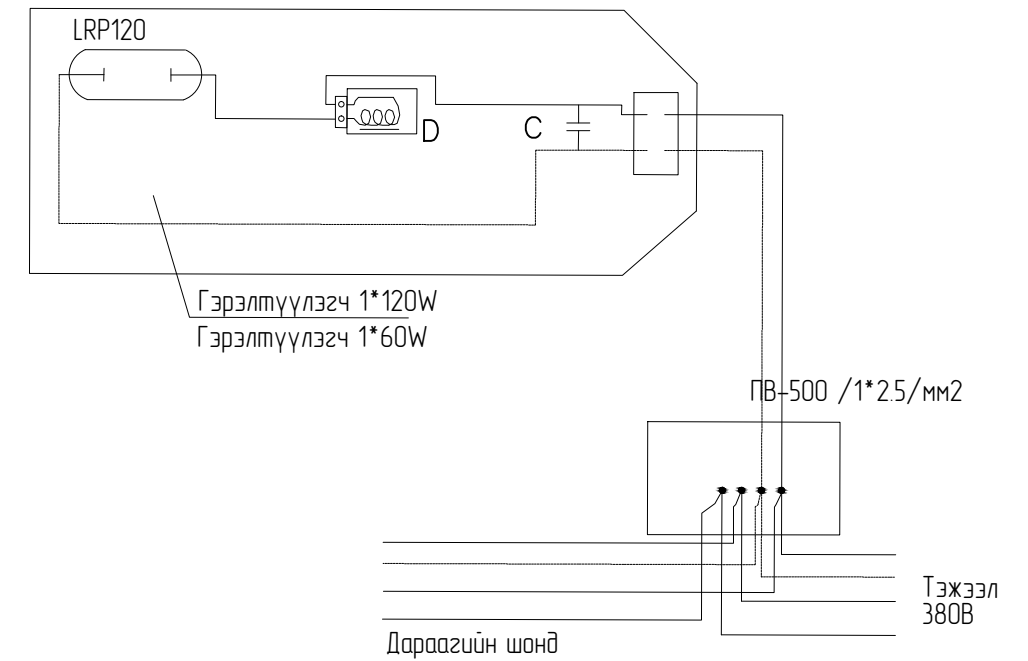 LRP120
D
C
Гэрэлтүүлэгч 1*120W
Гэрэлтүүлэгч 1*60W
ПВ-500 /1*2.5/мм2
Тэжээл
380В
Дараагийн шонд